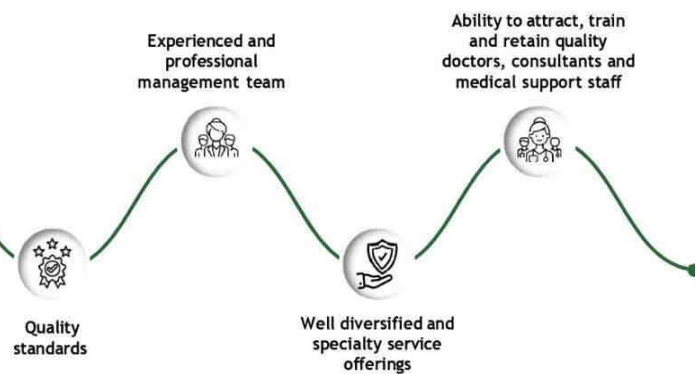 Experienced and
professional
management team
Ability to attract, train
and retain quality
doctors, consultants and
medical support staff
Quality
standards
Well diversified and
specialty service
offerings